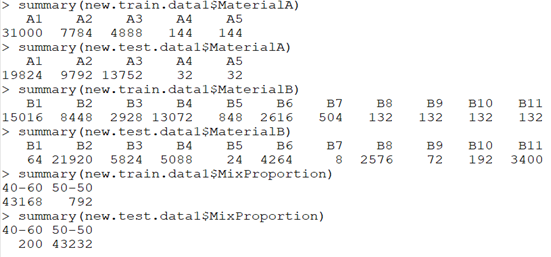 > summary(new.train.data1$MaterialA)
A1 A2 A3 A4 A5
31000 7784 4888 144 144
> summary(new.test.data1$MaterialA)
A1 A2 A3 A4 A5
19824 9792 13752 32 32
> summary(new.train.data1$MaterialB)
B1 B2 B3 B4 B5 B6 B7 B8 B9 B10 B11
15016 8448 2928 13072 848 2616 504 132 132 132 132
> summary(new.test.data1$MaterialB)
B1 B2 B3 B4 B5 B6 B7 B8 B9 B10 B11
64 21920 5824 5088 24 4264 8 2576 72 192 3400
> summary(new.train.data1$MixProportion)
40-60 50-50
43168 792
> summary(new.test.data1$MixProportion)
40-60 50-50
200 43232